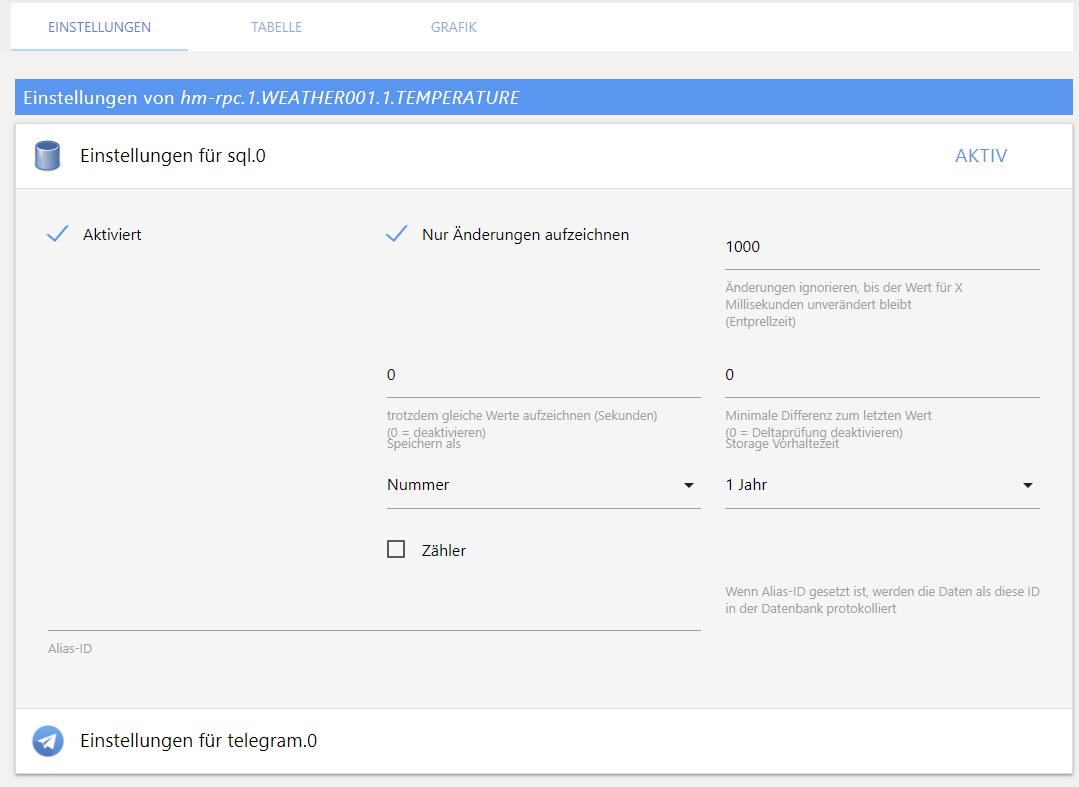 EINSTELLUNGEN TABELLE GRAFIK
Einstellungen von hm-rpc.1.WEATHER001.1.TEMPERATURE
Einstellungen für sql.0 AKTIV
Aktiviert Nur Änderungen aufzeichnen
1000
Änderungen ignorieren, bis der Wert für X
Millisekunden unverändert bleibt
(Entprellzeit)
0 0
trotzdem gleiche Werte aufzeichnen (Sekunden) Minimale Differenz zum letzten Wert
(0 = deaktivieren) (0 = Deltaprüfung deaktivieren)
Speichern als Storage Vorhaltezeit
Nummer 1 Jahr
Zähler
Wenn Alias-ID gesetzt ist, werden die Daten als diese ID
in der Datenbank protokolliert
Alias-ID
Einstellungen für telegram.0